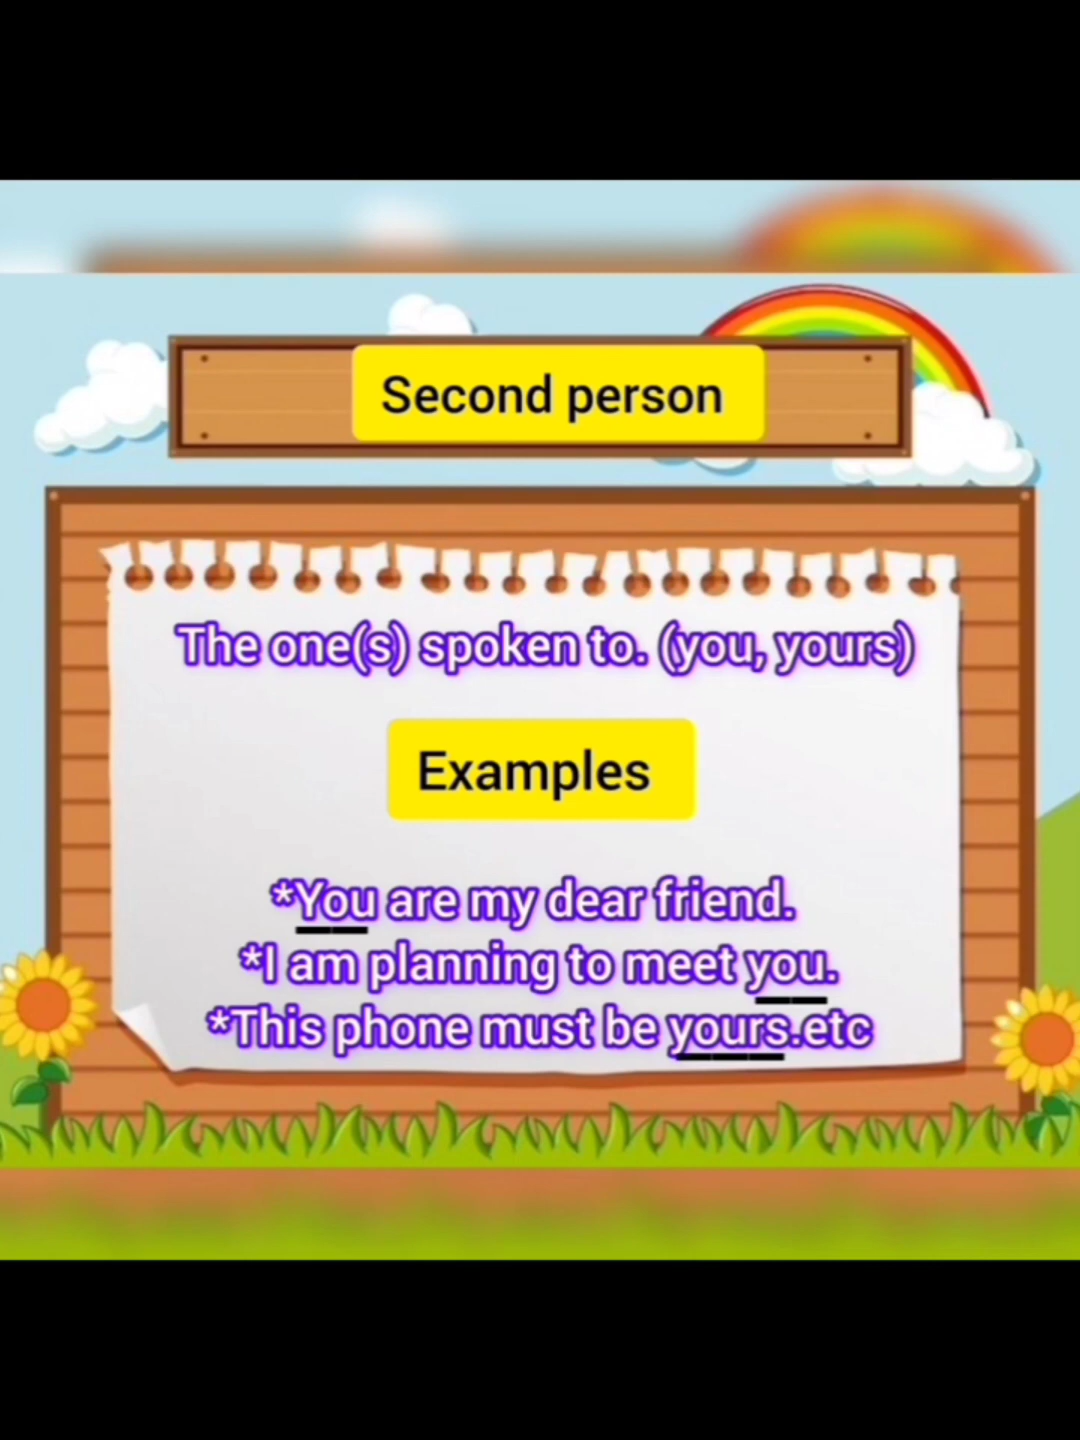 Second person
The one(s) spoken to. (you, yours)
Examples
*You are my dear friend.
*I am planning to meet you.
*This phone must be yours.etc